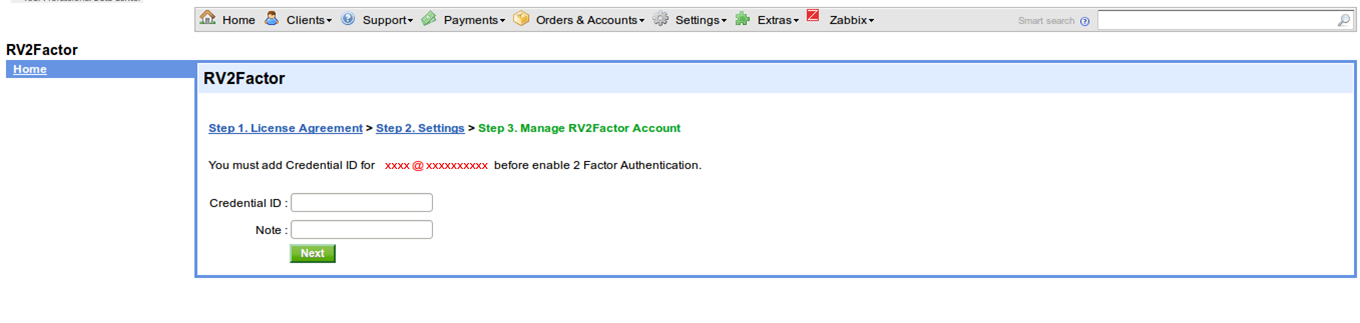 Home Clients Support Payments Orders & Accounts Settings Extras Zabbix Smart search
RV2Factor
Home
RV2Factor
Step 1. License Agreement > Step 2. Settings > Step 3. Manage RV2Factor Account
You must add Credential ID for xxxx@xxxxxxxxxx before enable 2 Factor Authentication.
Credential ID :
Note :
Next